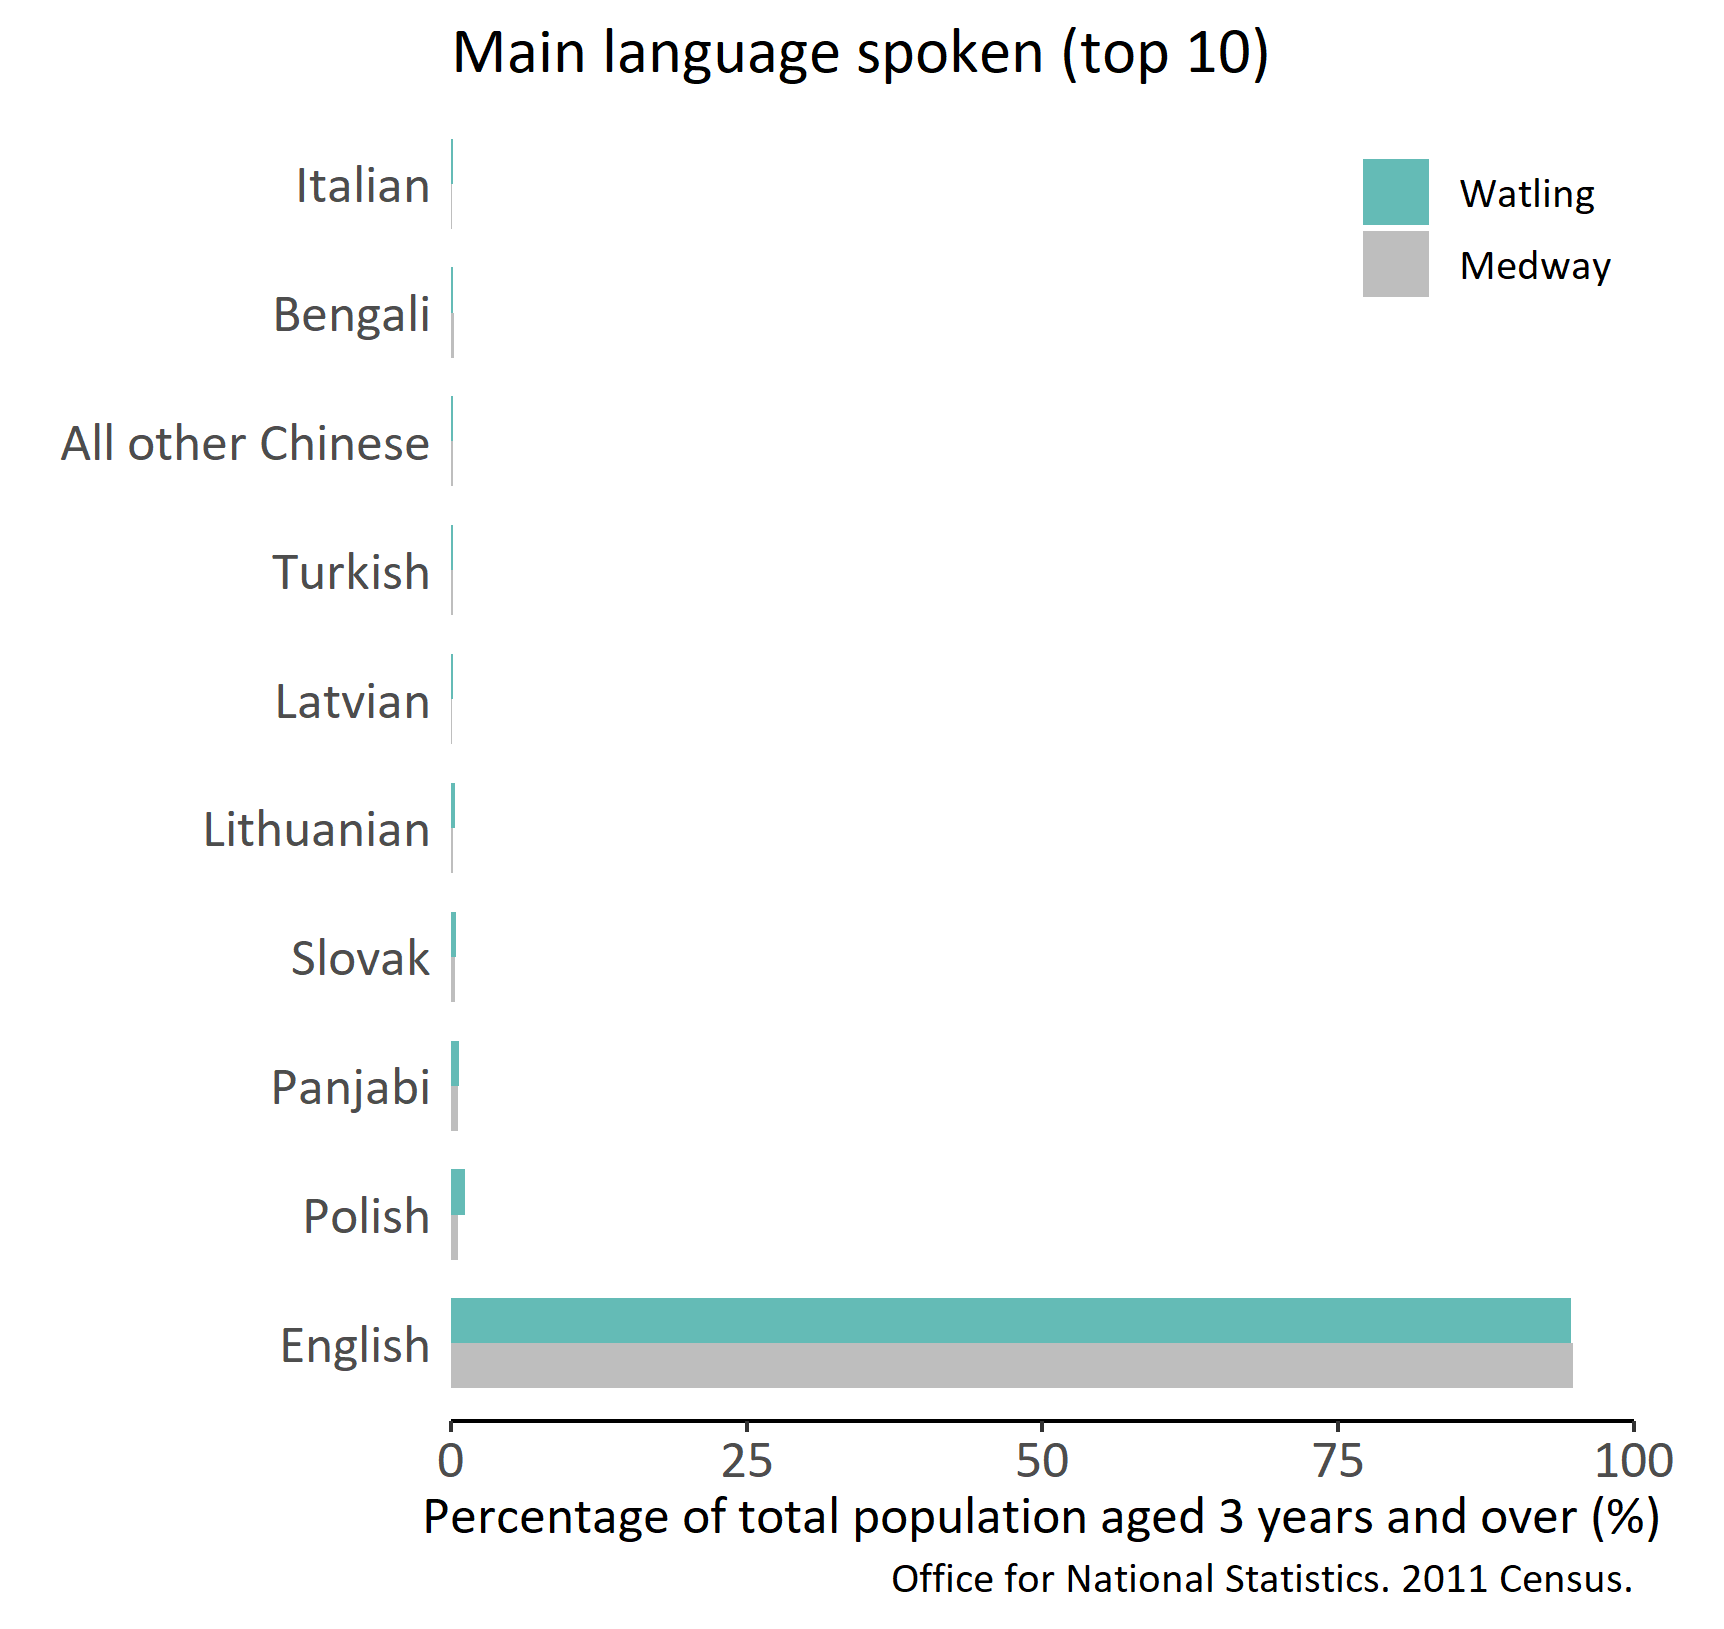 Main language spoken (top 10)
Watling
Medway
Italian
Bengali
All other Chinese
Turkish
Latvian
Lithuanian
Slovak
Panjabi
Polish
English
0 25 50 75 100
Percentage of total population aged 3 years and over (%)
Office for National Statistics. 2011 Census.